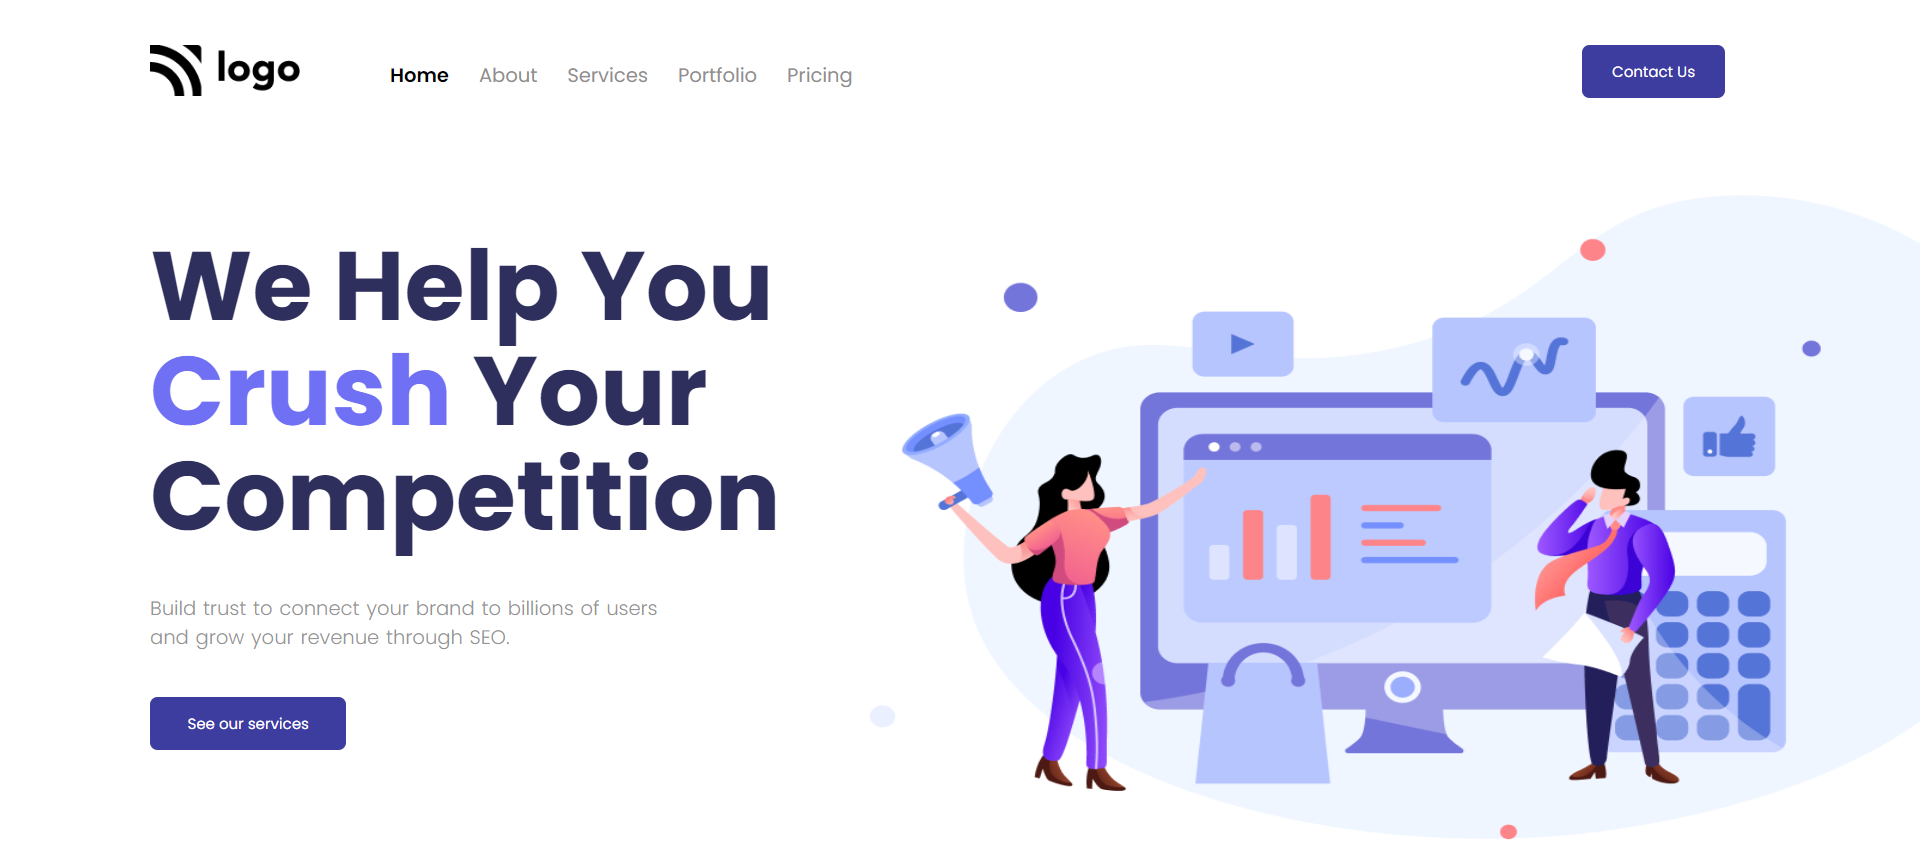 logo
Home About Services Portfolio Pricing
Contact Us
We Help You
Crush Your
Competition
Build trust to connect your brand to billions of users
and grow your revenue through SEO.
See our services